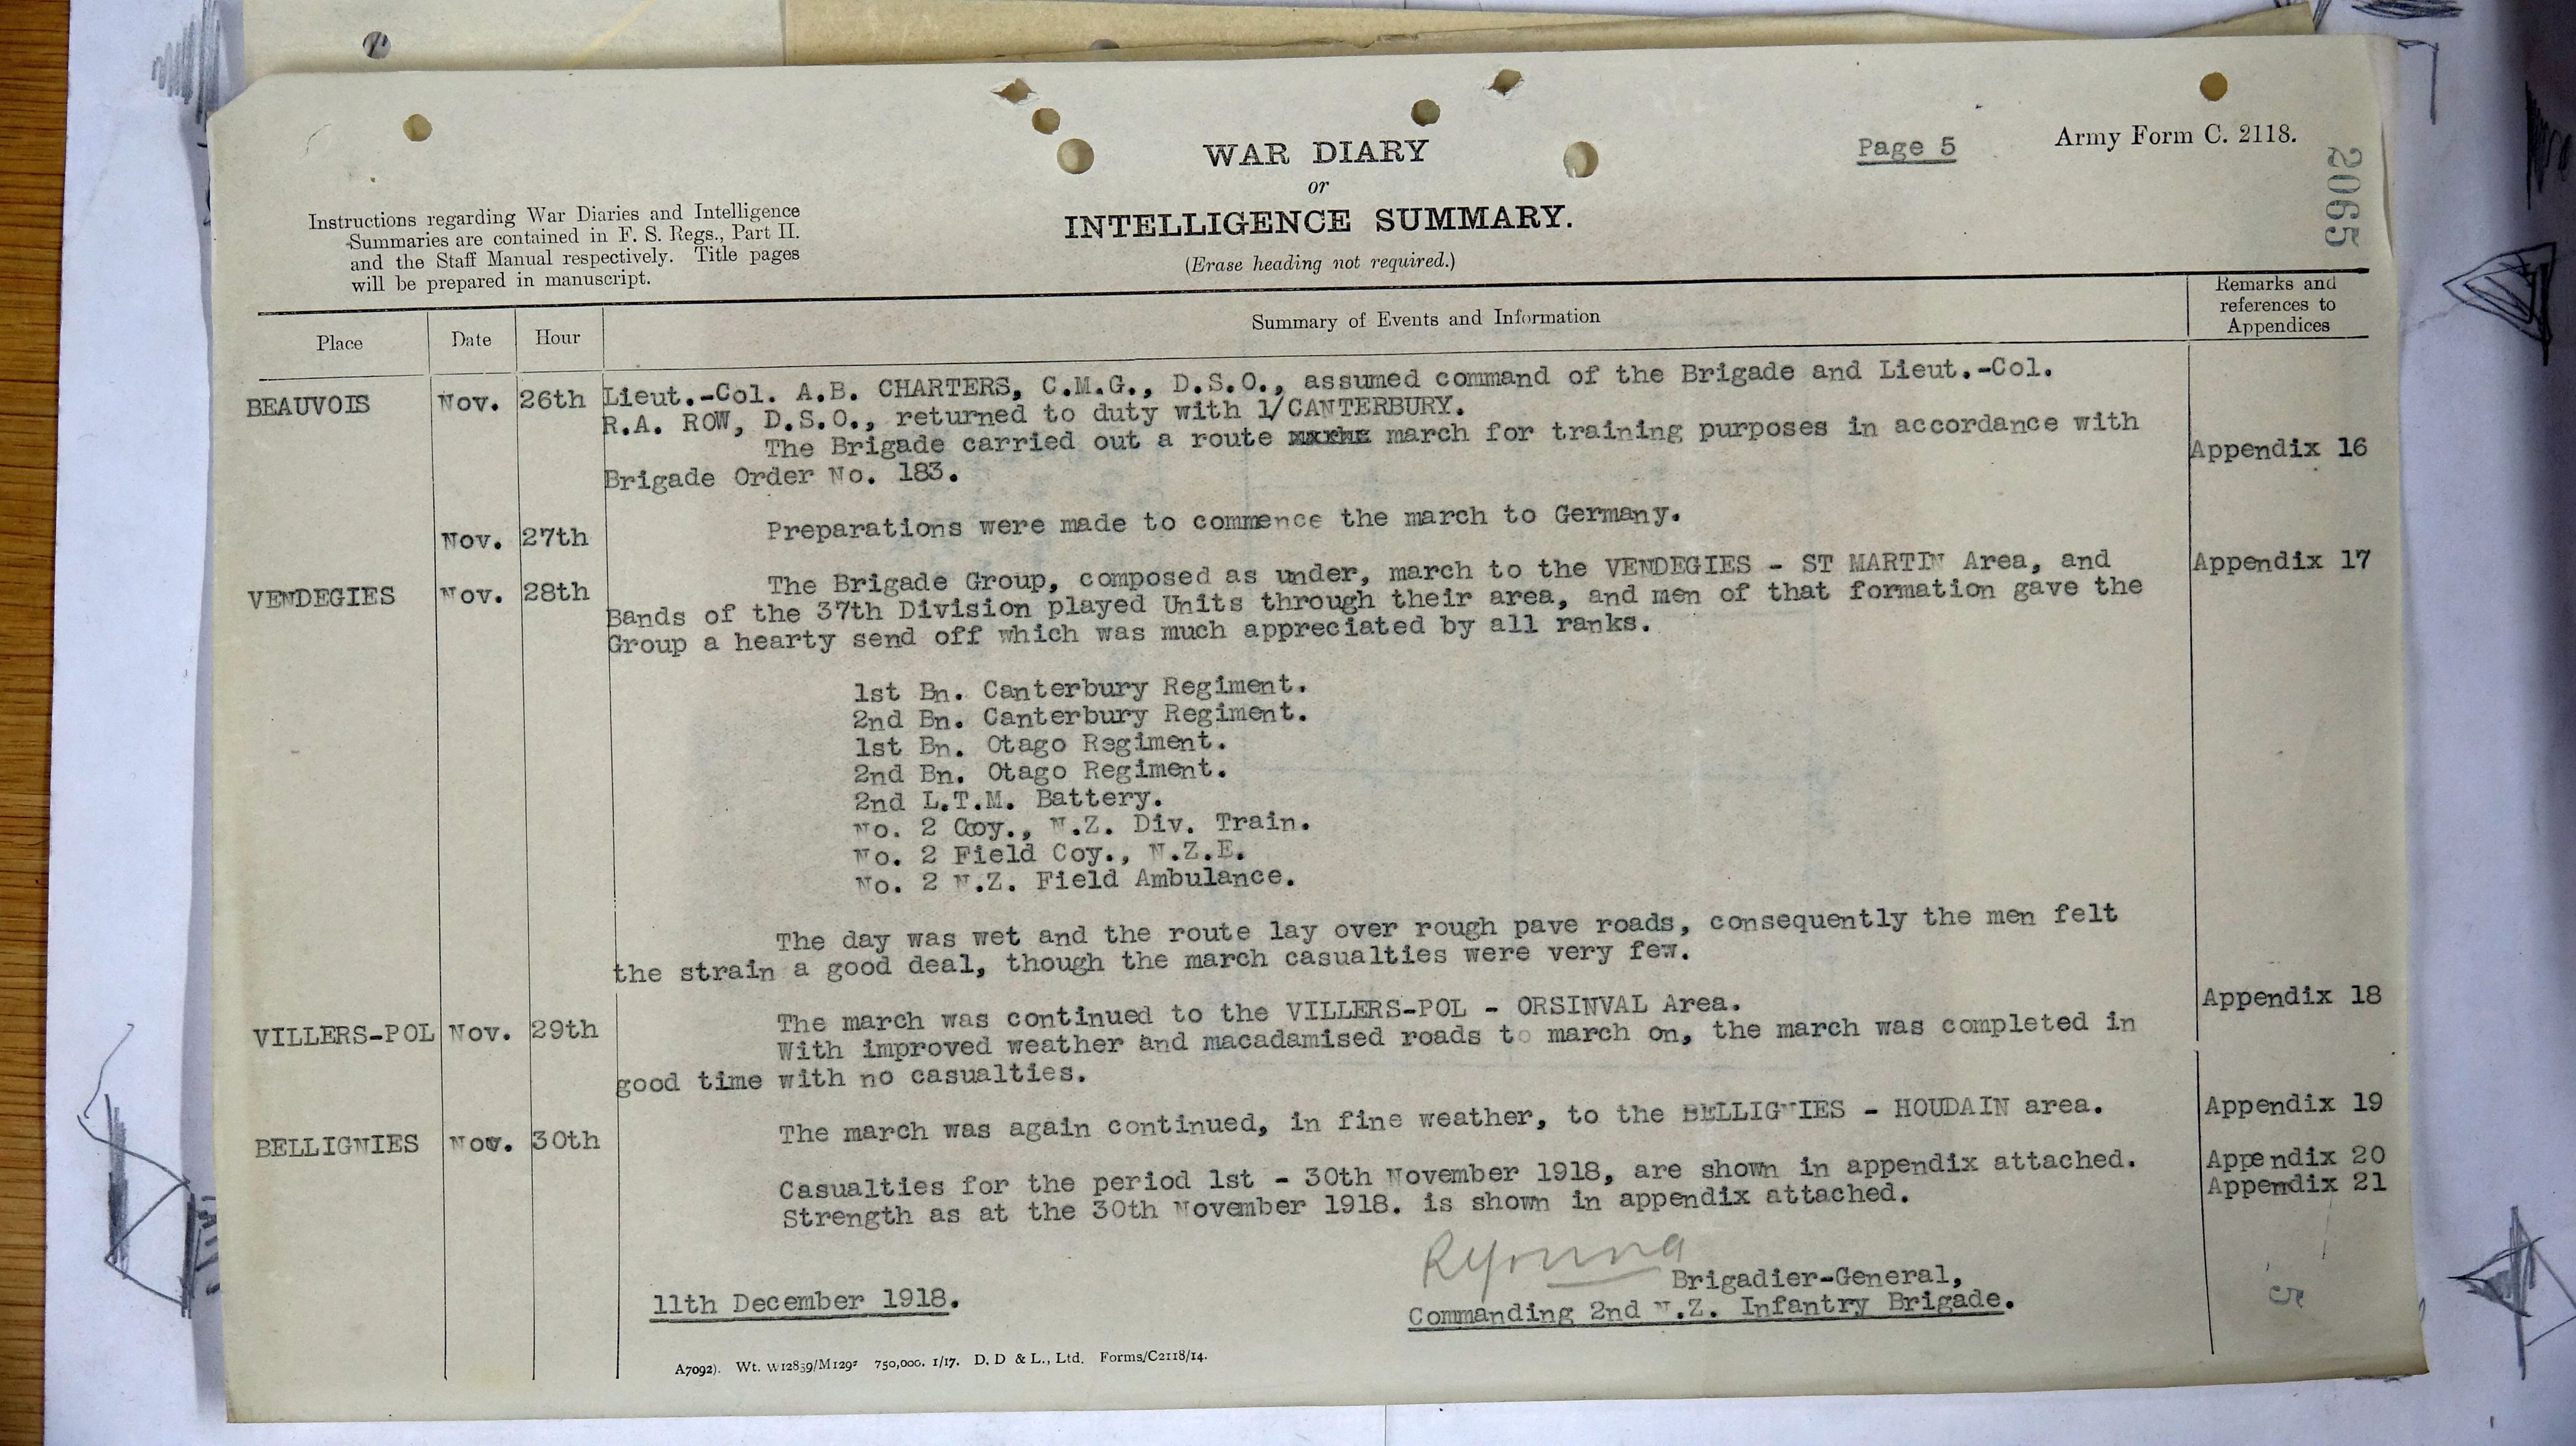 WAR DIARY
or
INTELLIGENCE SUMMARY.
(Erase heading not required.)
Page 5
Army Form C. 2118.
2065
Instructions regarding War Diaries and Intelligence
Summaries are contained in F. S. Regs., Part II.
and the Staff Manual respectively. Title pages
will be prepared in manuscript.
Place Date Hour Summary of Events and Information Remarks and
references to
Appendices
BEAUVOIS Nov. 26th Lieut.-Col. A.B. CHARTERS, C.M.G., D.S.O., assumed command of the Brigade and Lieut.-Col.
R.A. ROW, D.S.O., returned to duty with 1/CANTERBURY.
The Brigade carried out a route march for training purposes in accordance with Appendix 16
Brigade Order No. 183.
Nov. 27th Preparations were made to commence the march to Germany.
VENDEGIES Nov. 28th The Brigade Group, composed as under, march to the VENDEGIES - ST MARTIN Area, and Appendix 17
Bands of the 37th Division played Units through their area, and men of that formation gave the
Group a hearty send off which was much appreciated by all ranks.
1st Bn. Canterbury Regiment.
2nd Bn. Canterbury Regiment.
1st Bn. Otago Regiment.
2nd Bn. Otago Regiment.
2nd L.T.M. Battery.
No. 2 Coy., N.Z. Div. Train.
No. 2 Field Coy., N.Z.E.
No. 2 N.Z. Field Ambulance.
The day was wet and the route lay over rough pave roads, consequently the men felt
the strain a good deal, though the march casualties were very few.
VILLERS-POL Nov. 29th The march was continued to the VILLERS-POL - ORSINVAL Area. Appendix 18
With improved weather and macadamised roads to march on, the march was completed in
good time with no casualties.
BELLIGNIES Nov. 30th The march was again continued, in fine weather, to the BELLIGNIES - HOUDAIN area. Appendix 19
Casualties for the period 1st - 30th November 1918, are shown in appendix attached. Appendix 20
Strength as at the 30th November 1918. is shown in appendix attached. Appendix 21
RYoung
Brigadier-General,
11th December 1918. Commanding 2nd N.Z. Infantry Brigade.
5
A7092). Wt. W12859/M1292 750,000. 1/17. D. D & L., Ltd. Forms/C2118/14.